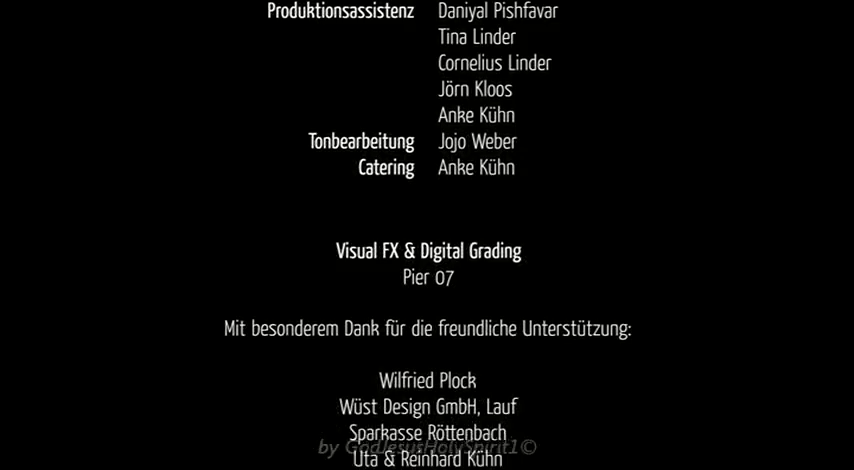 Produktionsassistenz Daniyal Pishfavar
Tina Linder
Cornelius Linder
Jörn Kloos
Anke Kühn
Tonbearbeitung Jojo Weber
Catering Anke Kühn
Visual FX & Digital Grading
Pier 07
Mit besonderem Dank für die freundliche Unterstützung:
Wilfried Plock
Wüst Design GmbH, Lauf
Sparkasse Röttenbach
by GodJesusHolySpirit1©
Uta & Reinhard Kühn